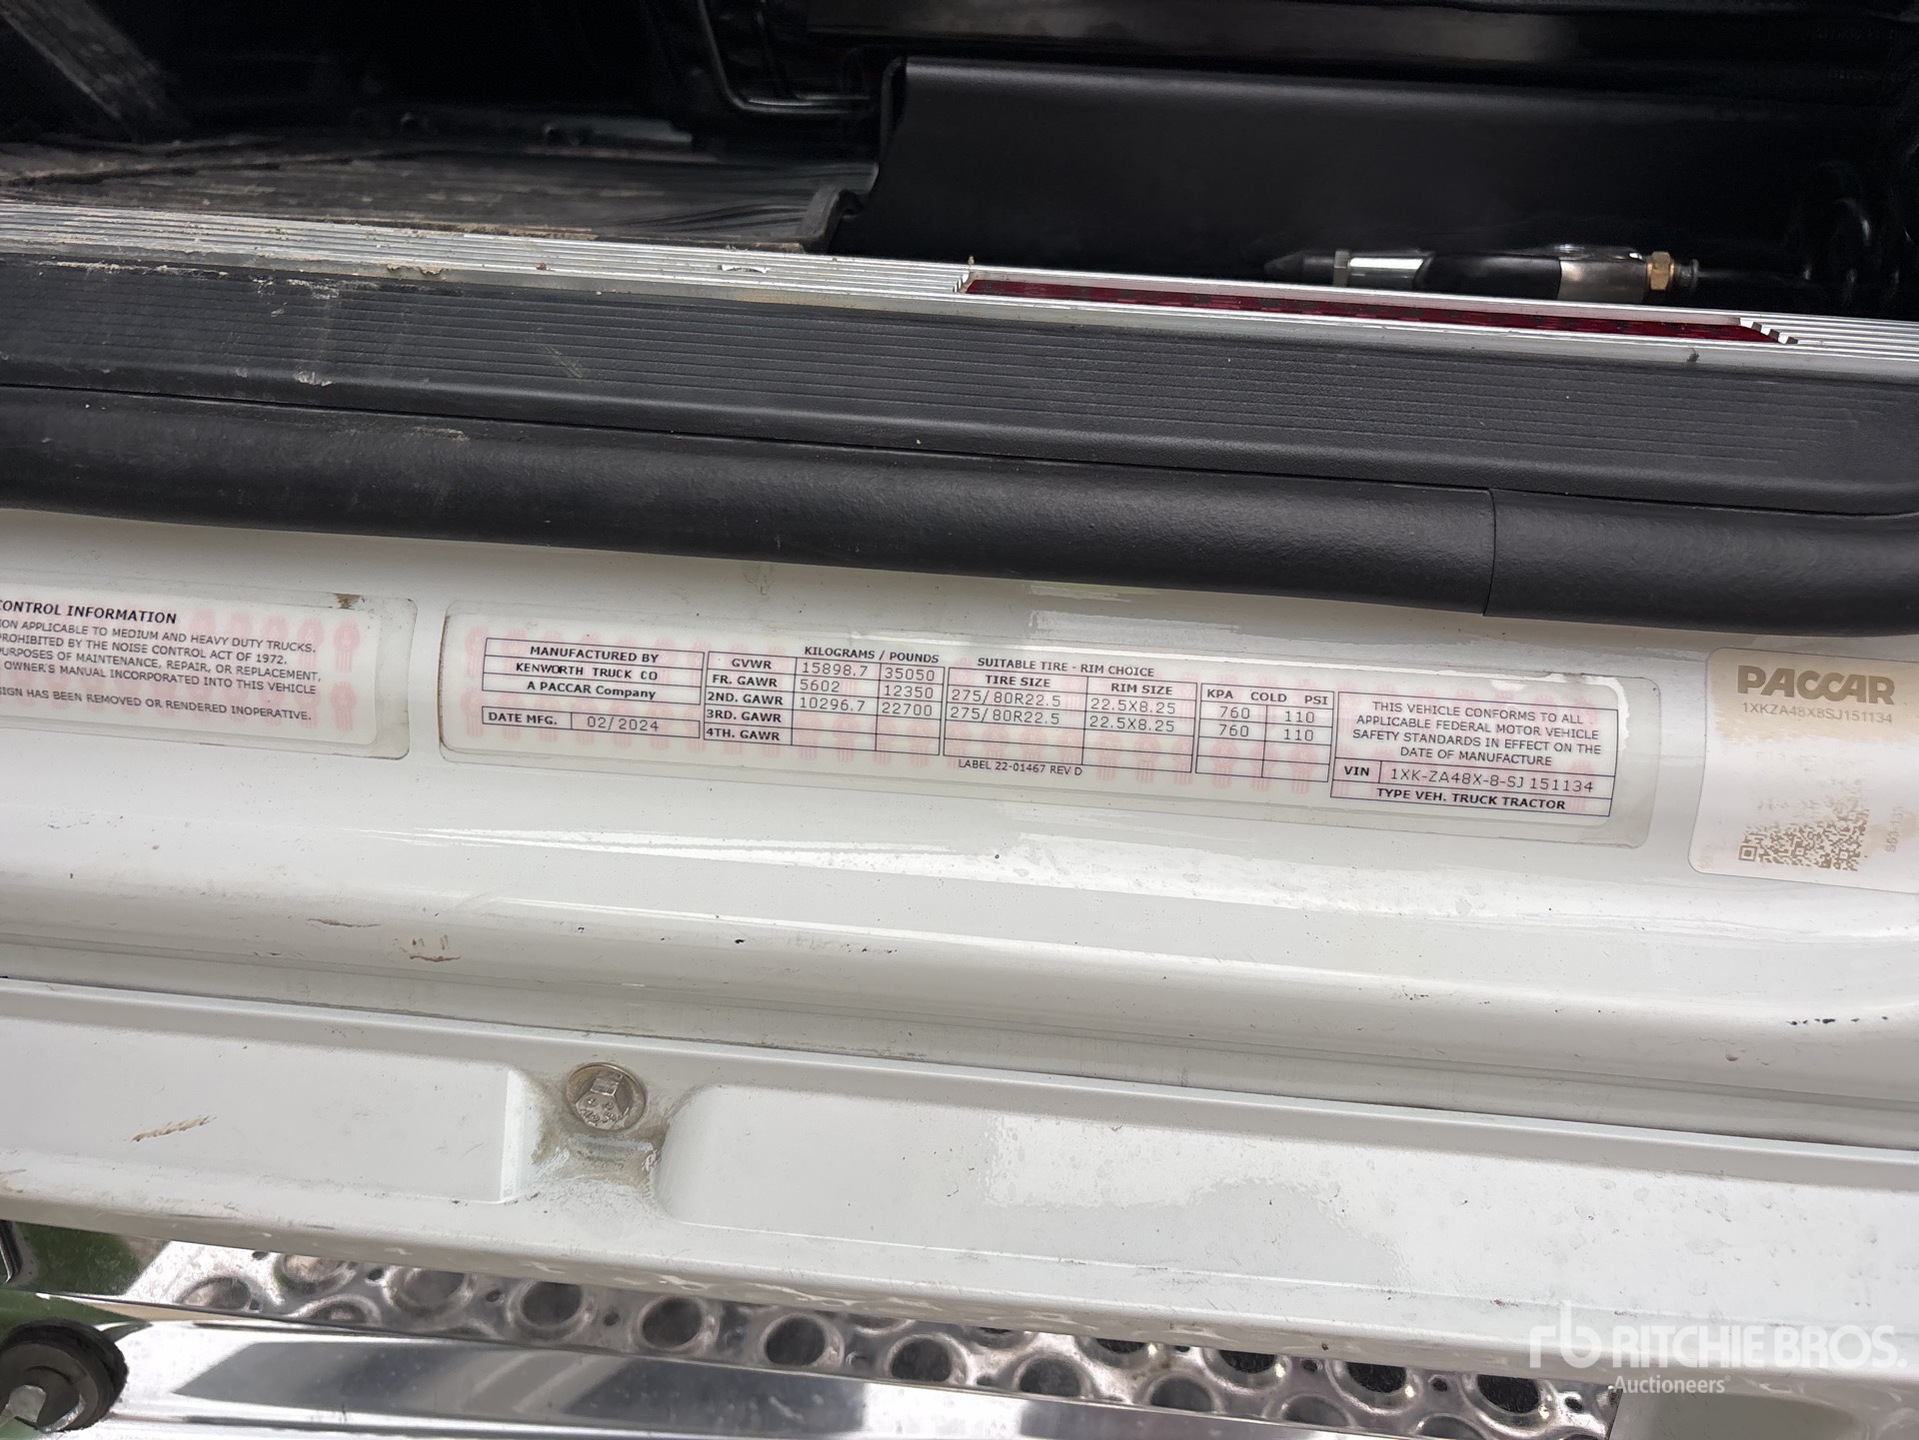 CONTROL INFORMATION
ION APPLICABLE TO MEDIUM AND HEAVY DUTY TRUCKS.
PROHIBITED BY THE NOISE CONTROL ACT OF 1972.
PURPOSES OF MAINTENANCE, REPAIR, OR REPLACEMENT,
OWNER'S MANUAL INCORPORATED INTO THIS VEHICLE
SIGN HAS BEEN REMOVED OR RENDERED INOPERATIVE.
MANUFACTURED BY
KENWORTH TRUCK CO
A PACCAR Company
DATE MFG. 02/2024
KILOGRAMS / POUNDS
GVWR 15898.7 35050
FR. GAWR 5602 12350
2ND. GAWR 10296.7 22700
3RD. GAWR
4TH. GAWR
SUITABLE TIRE - RIM CHOICE
TIRE SIZE RIM SIZE
275/80R22.5 22.5X8.25
275/80R22.5 22.5X8.25
KPA COLD PSI
760 110
760 110
LABEL 22-01467 REV D
THIS VEHICLE CONFORMS TO ALL
APPLICABLE FEDERAL MOTOR VEHICLE
SAFETY STANDARDS IN EFFECT ON THE
DATE OF MANUFACTURE
VIN 1XK-ZA48X-8-SJ151134
TYPE VEH. TRUCK TRACTOR
PACCAR
1XKZA48X8SJ151134
rb RITCHIE BROS.
Auctioneers